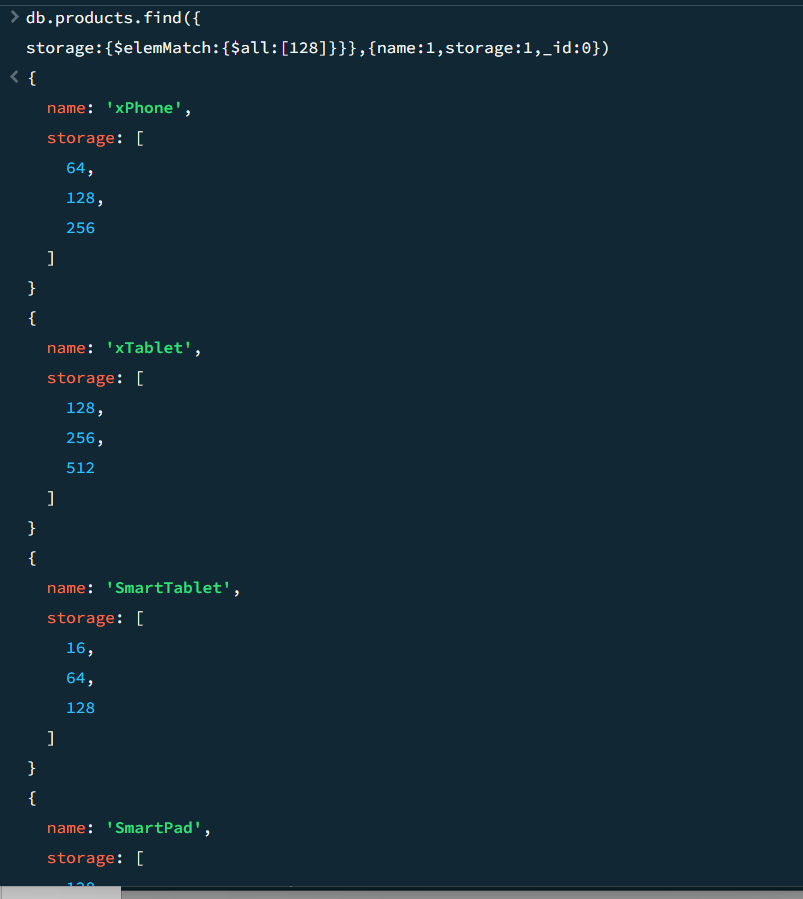 db.products.find({
storage:{$elemMatch:{$all:[128]}}},{name:1,storage:1,_id:0})
{
name: 'xPhone',
storage: [
64,
128,
256
]
}
{
name: 'xTablet',
storage: [
128,
256,
512
]
}
{
name: 'SmartTablet',
storage: [
16,
64,
128
]
}
{
name: 'SmartPad',
storage: [